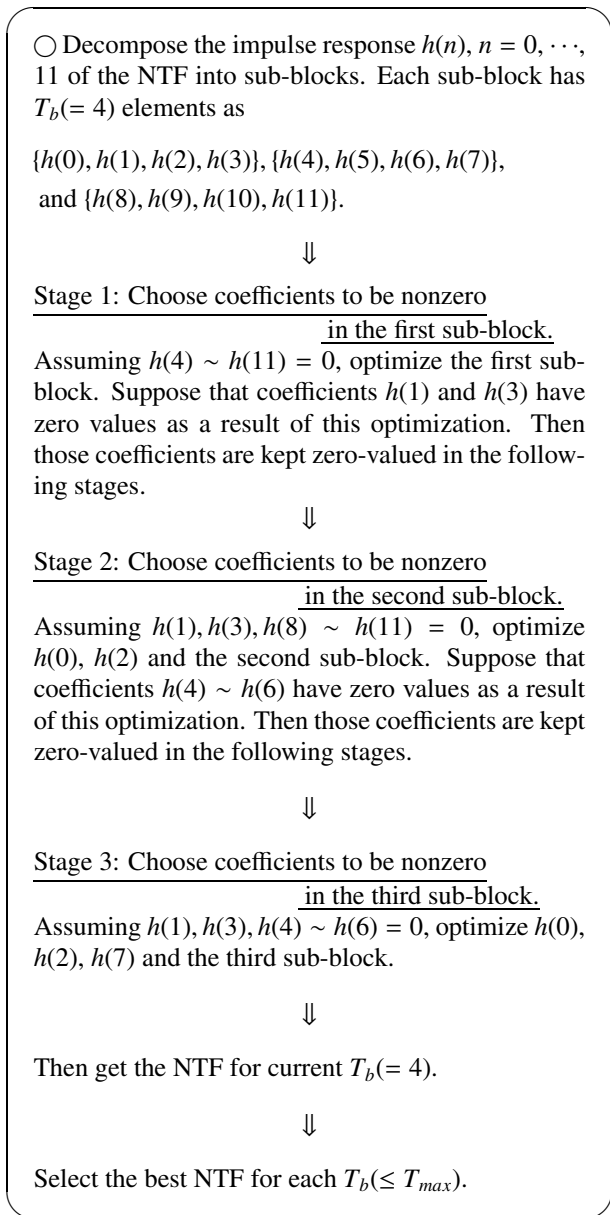 ○ Decompose the impulse response h(n), n = 0, ⋯,
11 of the NTF into sub-blocks. Each sub-block has
T_b(= 4) elements as
{h(0), h(1), h(2), h(3)}, {h(4), h(5), h(6), h(7)},
and {h(8), h(9), h(10), h(11)}.
⇓
Stage 1: Choose coefficients to be nonzero
in the first sub-block.
Assuming h(4) ∼ h(11) = 0, optimize the first sub-
block. Suppose that coefficients h(1) and h(3) have
zero values as a result of this optimization. Then
those coefficients are kept zero-valued in the follow-
ing stages.
⇓
Stage 2: Choose coefficients to be nonzero
in the second sub-block.
Assuming h(1), h(3), h(8) ∼ h(11) = 0, optimize
h(0), h(2) and the second sub-block. Suppose that
coefficients h(4) ∼ h(6) have zero values as a result
of this optimization. Then those coefficients are kept
zero-valued in the following stages.
⇓
Stage 3: Choose coefficients to be nonzero
in the third sub-block.
Assuming h(1), h(3), h(4) ∼ h(6) = 0, optimize h(0),
h(2), h(7) and the third sub-block.
⇓
Then get the NTF for current T_b(= 4).
⇓
Select the best NTF for each T_b(≤ T_max).